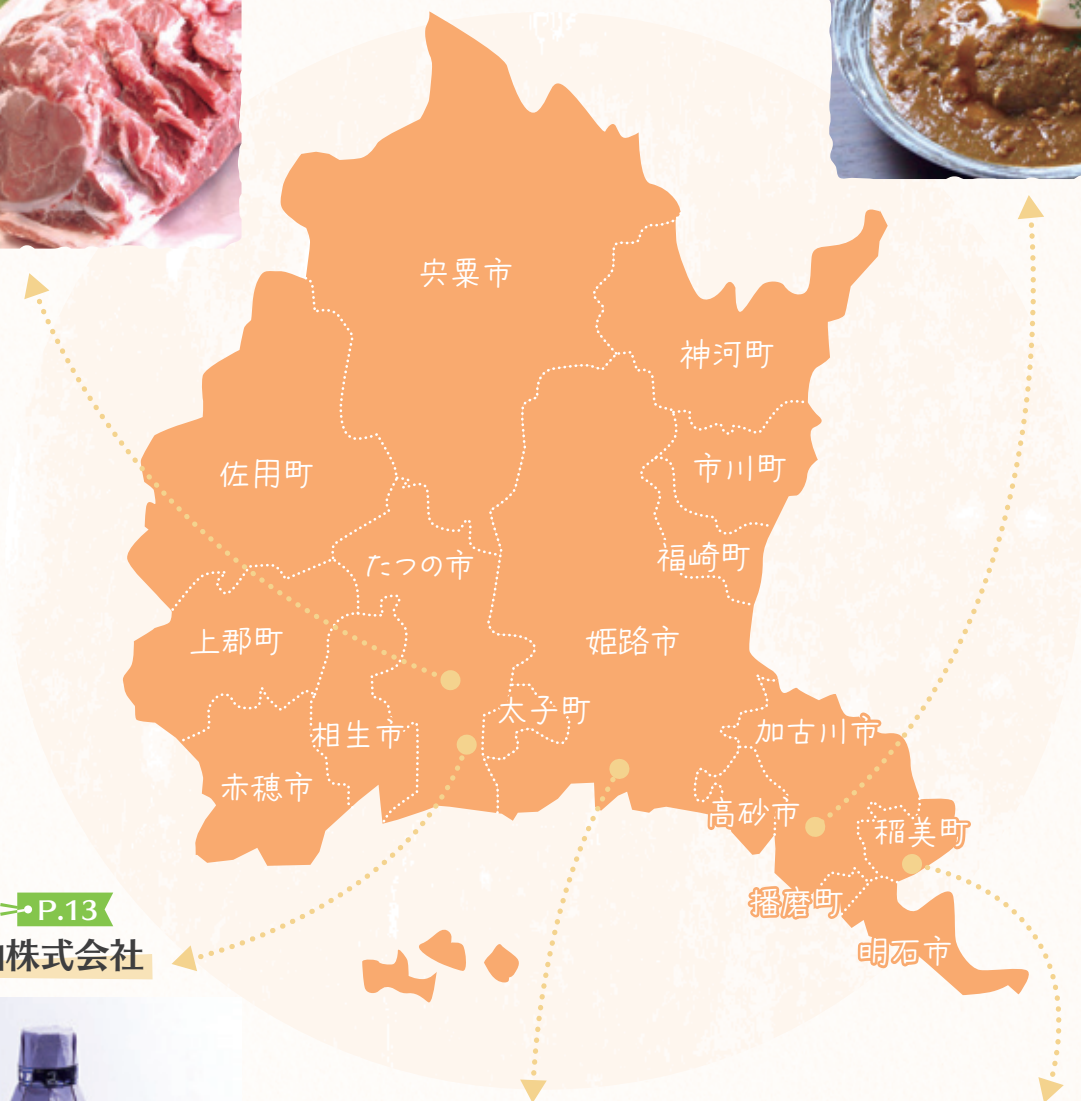 宍粟市
神河町
市川町
佐用町
福崎町
たつの市
上郡町
姫路市
太子町
相生市
加古川市
赤穂市
高砂市
稲美町
播磨町
明石市
P.13
株式会社